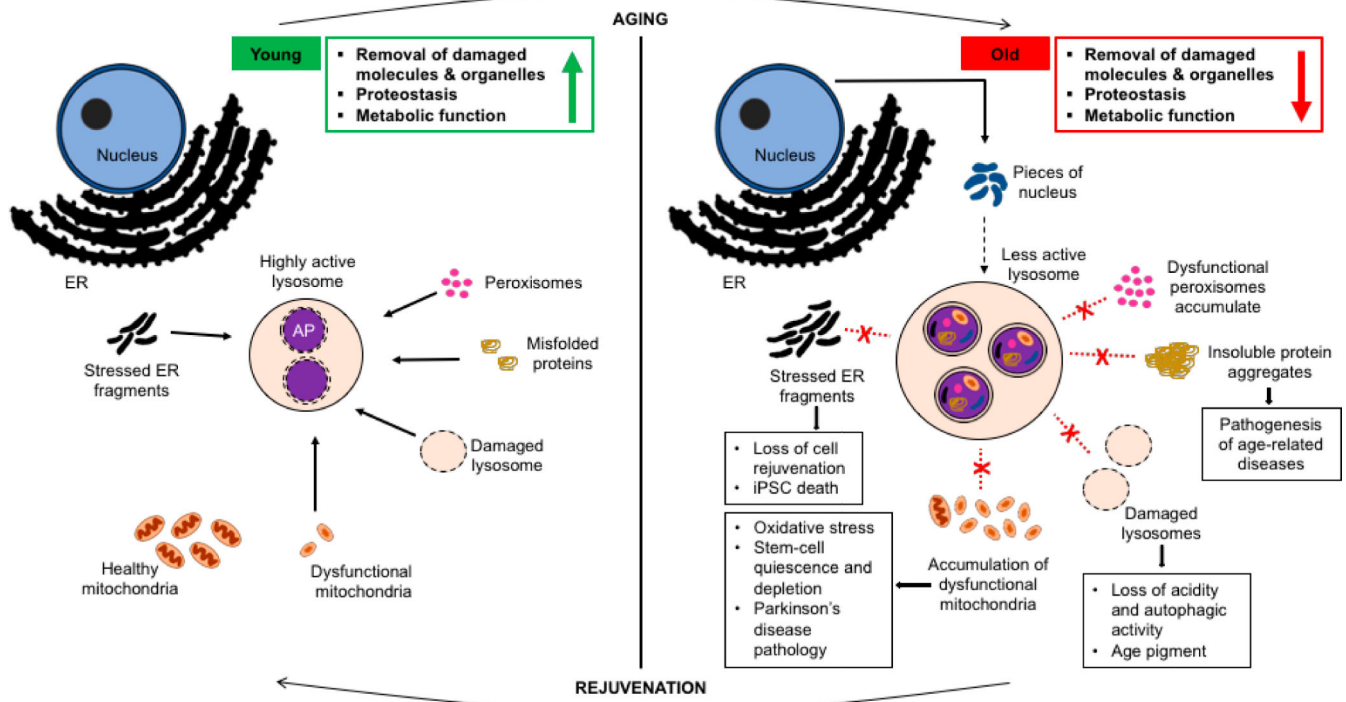 AGING
Young
▪ Removal of damaged
molecules & organelles
▪ Proteostasis
▪ Metabolic function
Nucleus
ER
Highly active
lysosome
AP
Peroxisomes
Misfolded
proteins
Stressed ER
fragments
Damaged
lysosome
Healthy
mitochondria
Dysfunctional
mitochondria
Old
▪ Removal of damaged
molecules & organelles
▪ Proteostasis
▪ Metabolic function
Nucleus
Pieces of
nucleus
ER
Less active
lysosome
Dysfunctional
peroxisomes
accumulate
Stressed ER
fragments
Insoluble protein
aggregates
Pathogenesis
of age-related
diseases
• Loss of cell
rejuvenation
• iPSC death
Damaged
lysosomes
• Oxidative stress
• Stem-cell
quiescence and
depletion
• Parkinson's
disease
pathology
Accumulation of
dysfunctional
mitochondria
• Loss of acidity
and autophagic
activity
• Age pigment
REJUVENATION